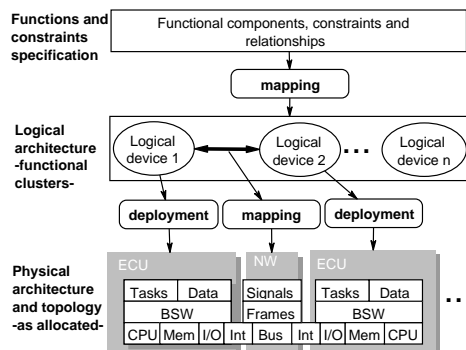 Functions and
constraints
specification
Functional components, constraints and
relationships
mapping
Logical
architecture
-functional
clusters-
Logical
device 1
Logical
device 2
...
Logical
device n
deployment
mapping
deployment
Physical
architecture
and topology
-as allocated-
ECU
NW
ECU
Tasks Data
Signals
Tasks Data
BSW
Frames
BSW
CPU Mem I/O Int Bus Int I/O Mem CPU
..